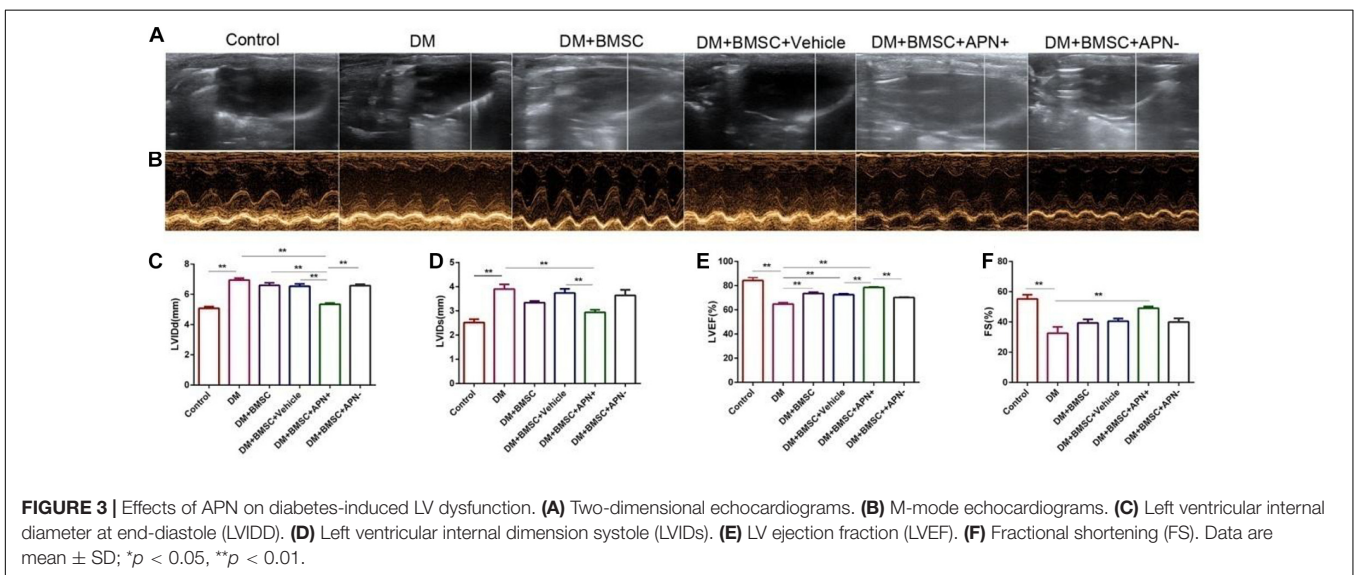 A
Control
DM
DM+BMSC
DM+BMSC+Vehicle
DM+BMSC+APN+
DM+BMSC+APN-
B
C
**
**
**
**
**
8
6
4
2
0
LVIDd(mm)
Control
DM
DM+BMSC
DM+BMSC+Vehicle
DM+BMSC+APN+
DM+BMSC+APN-
D
**
**
**
5
4
3
2
1
0
LVIDs(mm)
Control
DM
DM+BMSC
DM+BMSC+Vehicle
DM+BMSC+APN+
DM+BMSC+APN-
E
**
**
**
**
**
**
100
80
60
40
20
0
LVEF(%)
Control
DM
DM+BMSC
DM+BMSC+Vehicle
DM+BMSC+APN+
DM+BMSC++APN-
F
**
**
80
60
40
20
0
FS(%)
Control
DM
DM+BMSC
DM+BMSC+Vehicle
DM+BMSC+APN+
DM+BMSC+APN-
FIGURE 3 | Effects of APN on diabetes-induced LV dysfunction. (A) Two-dimensional echocardiograms. (B) M-mode echocardiograms. (C) Left ventricular internal
diameter at end-diastole (LVIDD). (D) Left ventricular internal dimension systole (LVIDs). (E) LV ejection fraction (LVEF). (F) Fractional shortening (FS). Data are
mean ± SD; *p < 0.05, **p < 0.01.